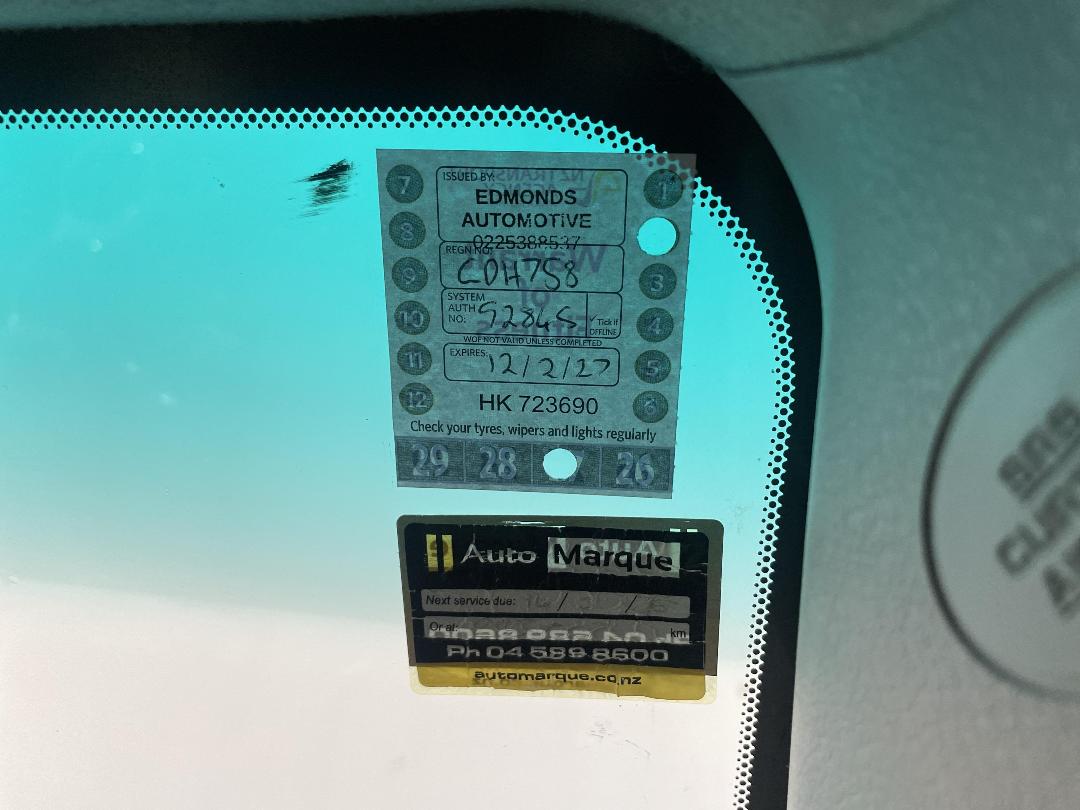 7
ISSUED BY:
1
EDMONDS
AUTOMOTIVE
8
0225388537
REGN NO:
CDH758
9
3
SYSTEM
AUTH
NO: 92845
Tick if
OFFLINE
10
4
WOF NOT VALID UNLESS COMPLETED
EXPIRES: 12/2/27
11
5
12
HK 723690
6
Check your tyres, wipers and lights regularly
29 28 26
Auto Marque
Next service due: / /
Or at: km
Ph 04 589 8600
automarque.co.nz
SRS